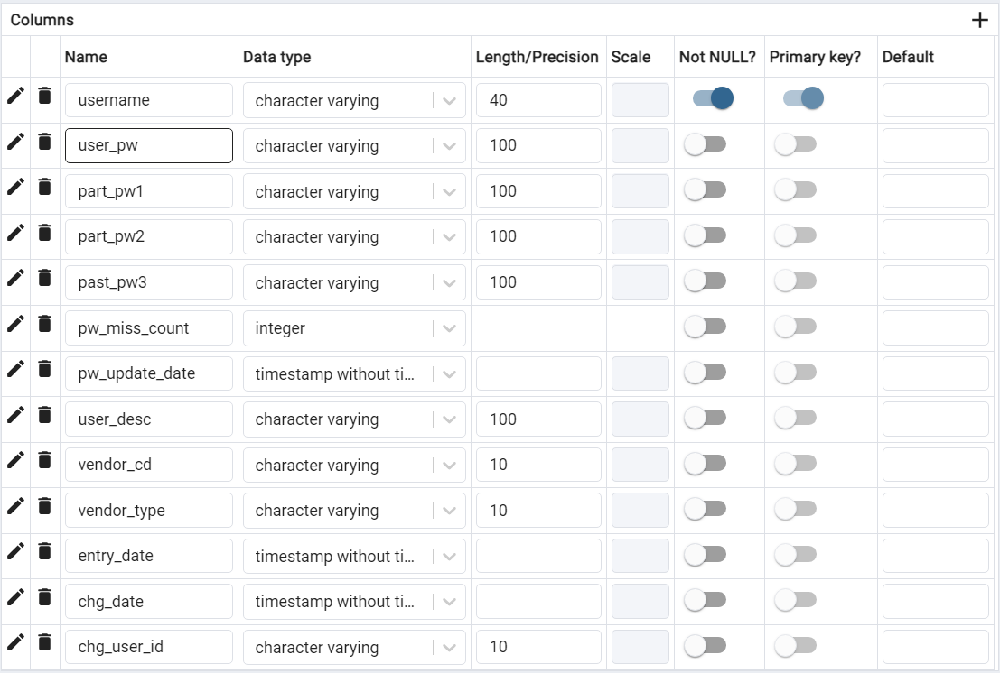 Columns
Name Data type Length/Precision Scale Not NULL? Primary key? Default
username character varying 40
user_pw character varying 100
part_pw1 character varying 100
part_pw2 character varying 100
past_pw3 character varying 100
pw_miss_count integer
pw_update_date timestamp without ti...
user_desc character varying 100
vendor_cd character varying 10
vendor_type character varying 10
entry_date timestamp without ti...
chg_date timestamp without ti...
chg_user_id character varying 10